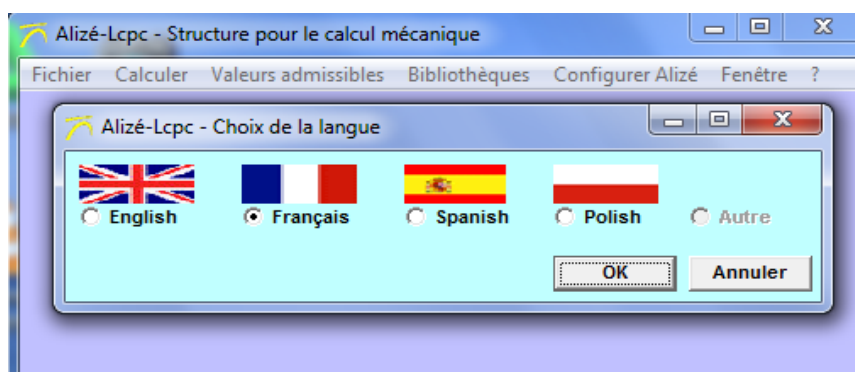 Alizé-Lcpc - Structure pour le calcul mécanique
Fichier Calculer Valeurs admissibles Bibliothèques Configurer Alizé Fenêtre ?
Alizé-Lcpc - Choix de la langue
English Français Spanish Polish Autre
OK Annuler